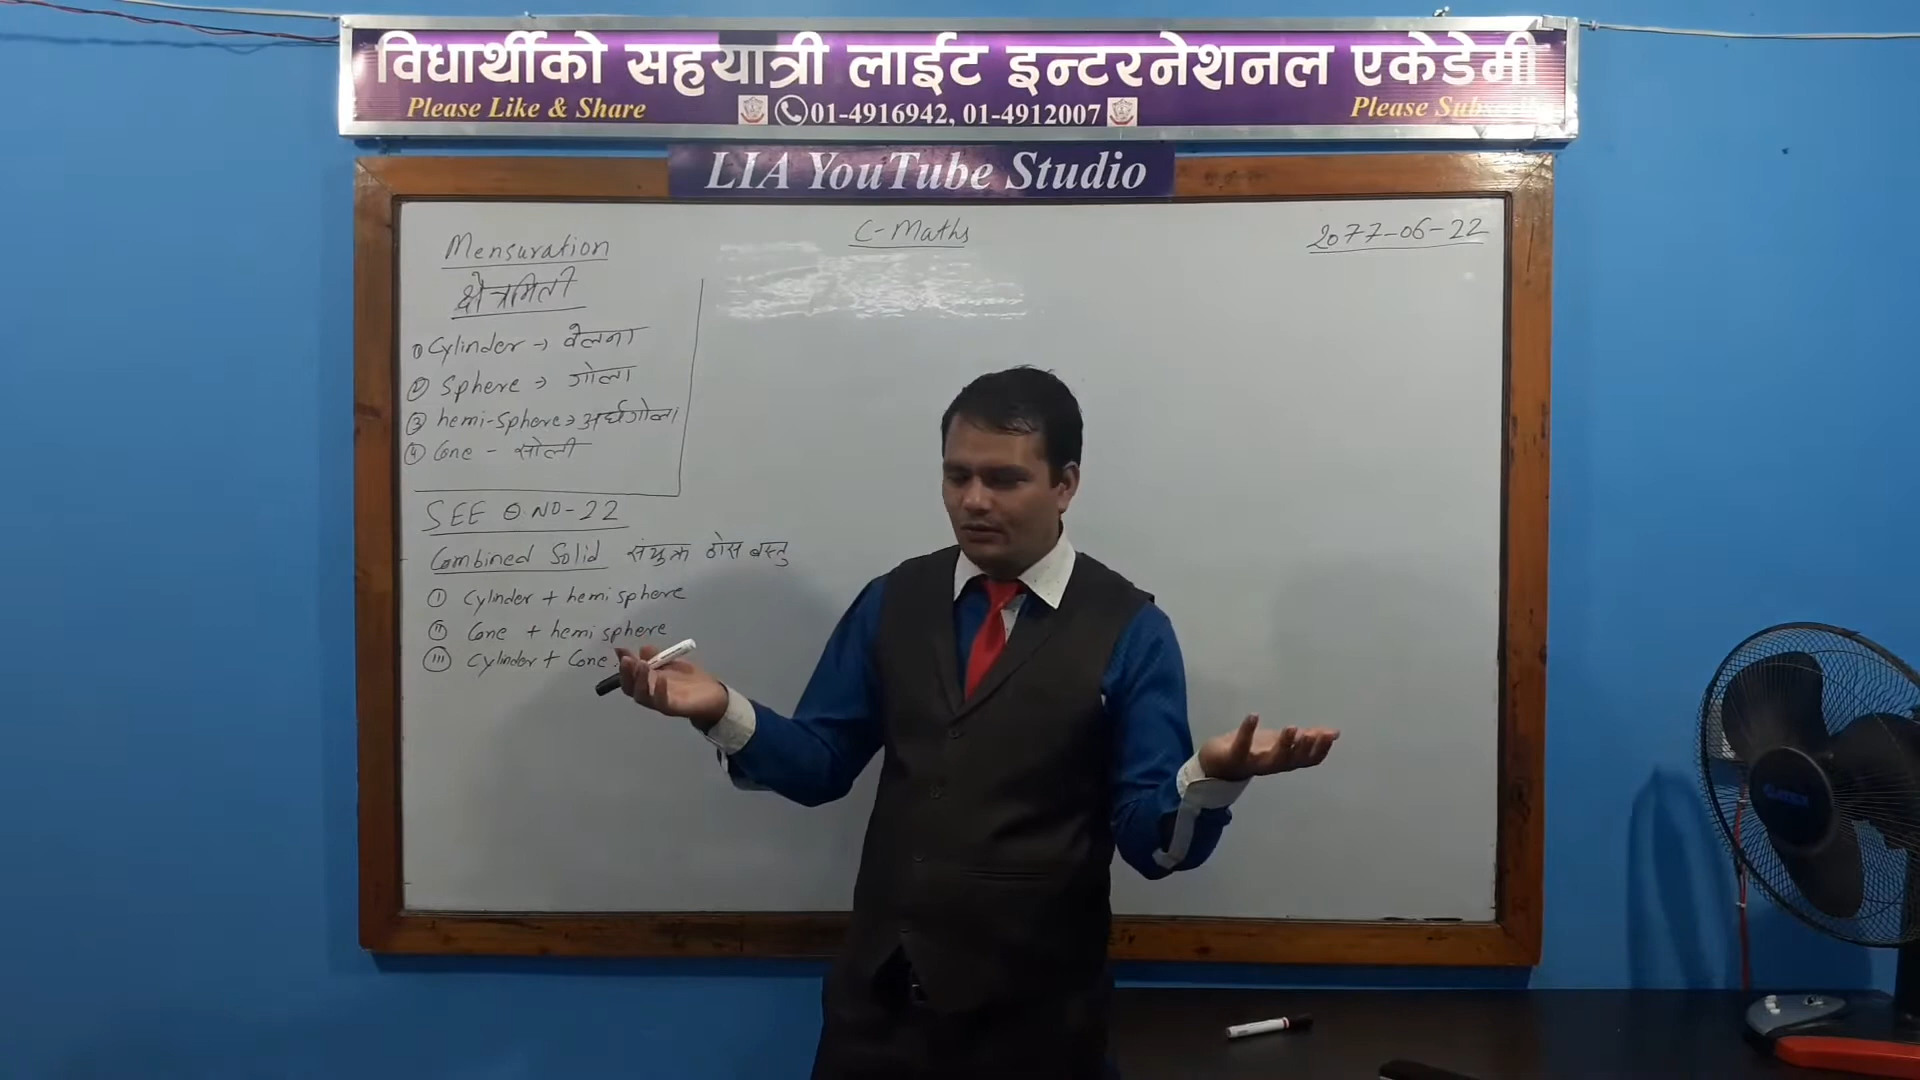 विधार्थीको सहयात्री लाईट इन्टरनेशनल एकेडेमी
Please Like & Share
01-4916942, 01-4912007
Please Subscribe
LIA YouTube Studio
C-Maths
2077-06-22
Mensuration
क्षेत्रमिती
① Cylinder → वेलना
② Sphere → गोला
③ hemi-Sphere → अर्धगोला
④ Cone - सोली
SEE Q.NO-22
Combined Solid संयुक्त ठोस वस्तु
① Cylinder + hemi sphere
② Cone + hemi sphere
③ Cylinder + Cone